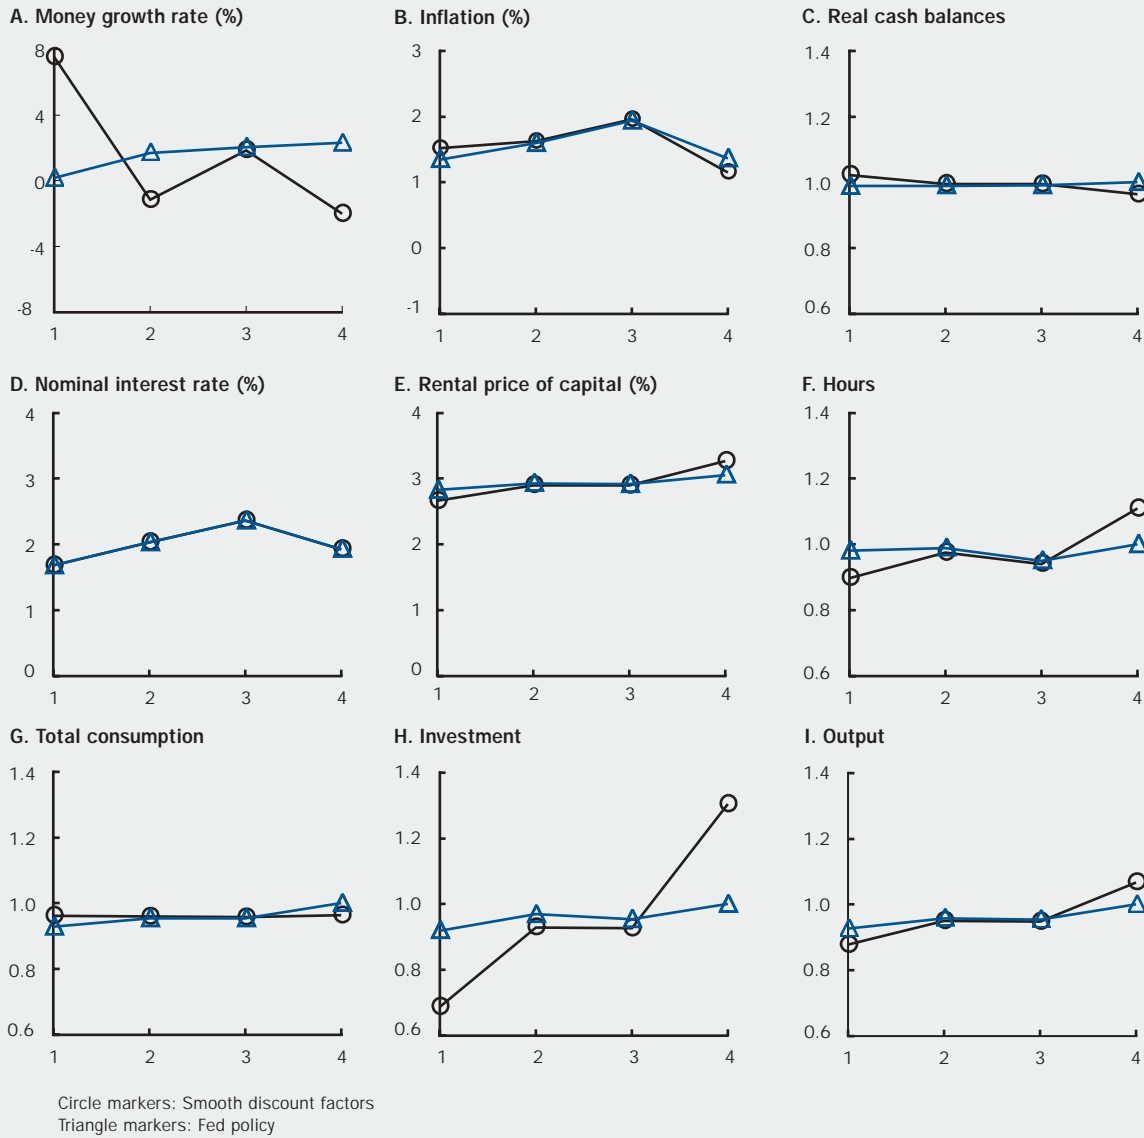 A. Money growth rate (%)
8
4
0
-4
-8
1 2 3 4
B. Inflation (%)
3
2
1
0
-1
1 2 3 4
C. Real cash balances
1.4
1.2
1.0
0.8
0.6
1 2 3 4
D. Nominal interest rate (%)
4
3
2
1
0
1 2 3 4
E. Rental price of capital (%)
4
3
2
1
0
1 2 3 4
F. Hours
1.4
1.2
1.0
0.8
0.6
1 2 3 4
G. Total consumption
1.4
1.2
1.0
0.8
0.6
1 2 3 4
H. Investment
1.4
1.2
1.0
0.8
0.6
1 2 3 4
I. Output
1.4
1.2
1.0
0.8
0.6
1 2 3 4
Circle markers: Smooth discount factors
Triangle markers: Fed policy